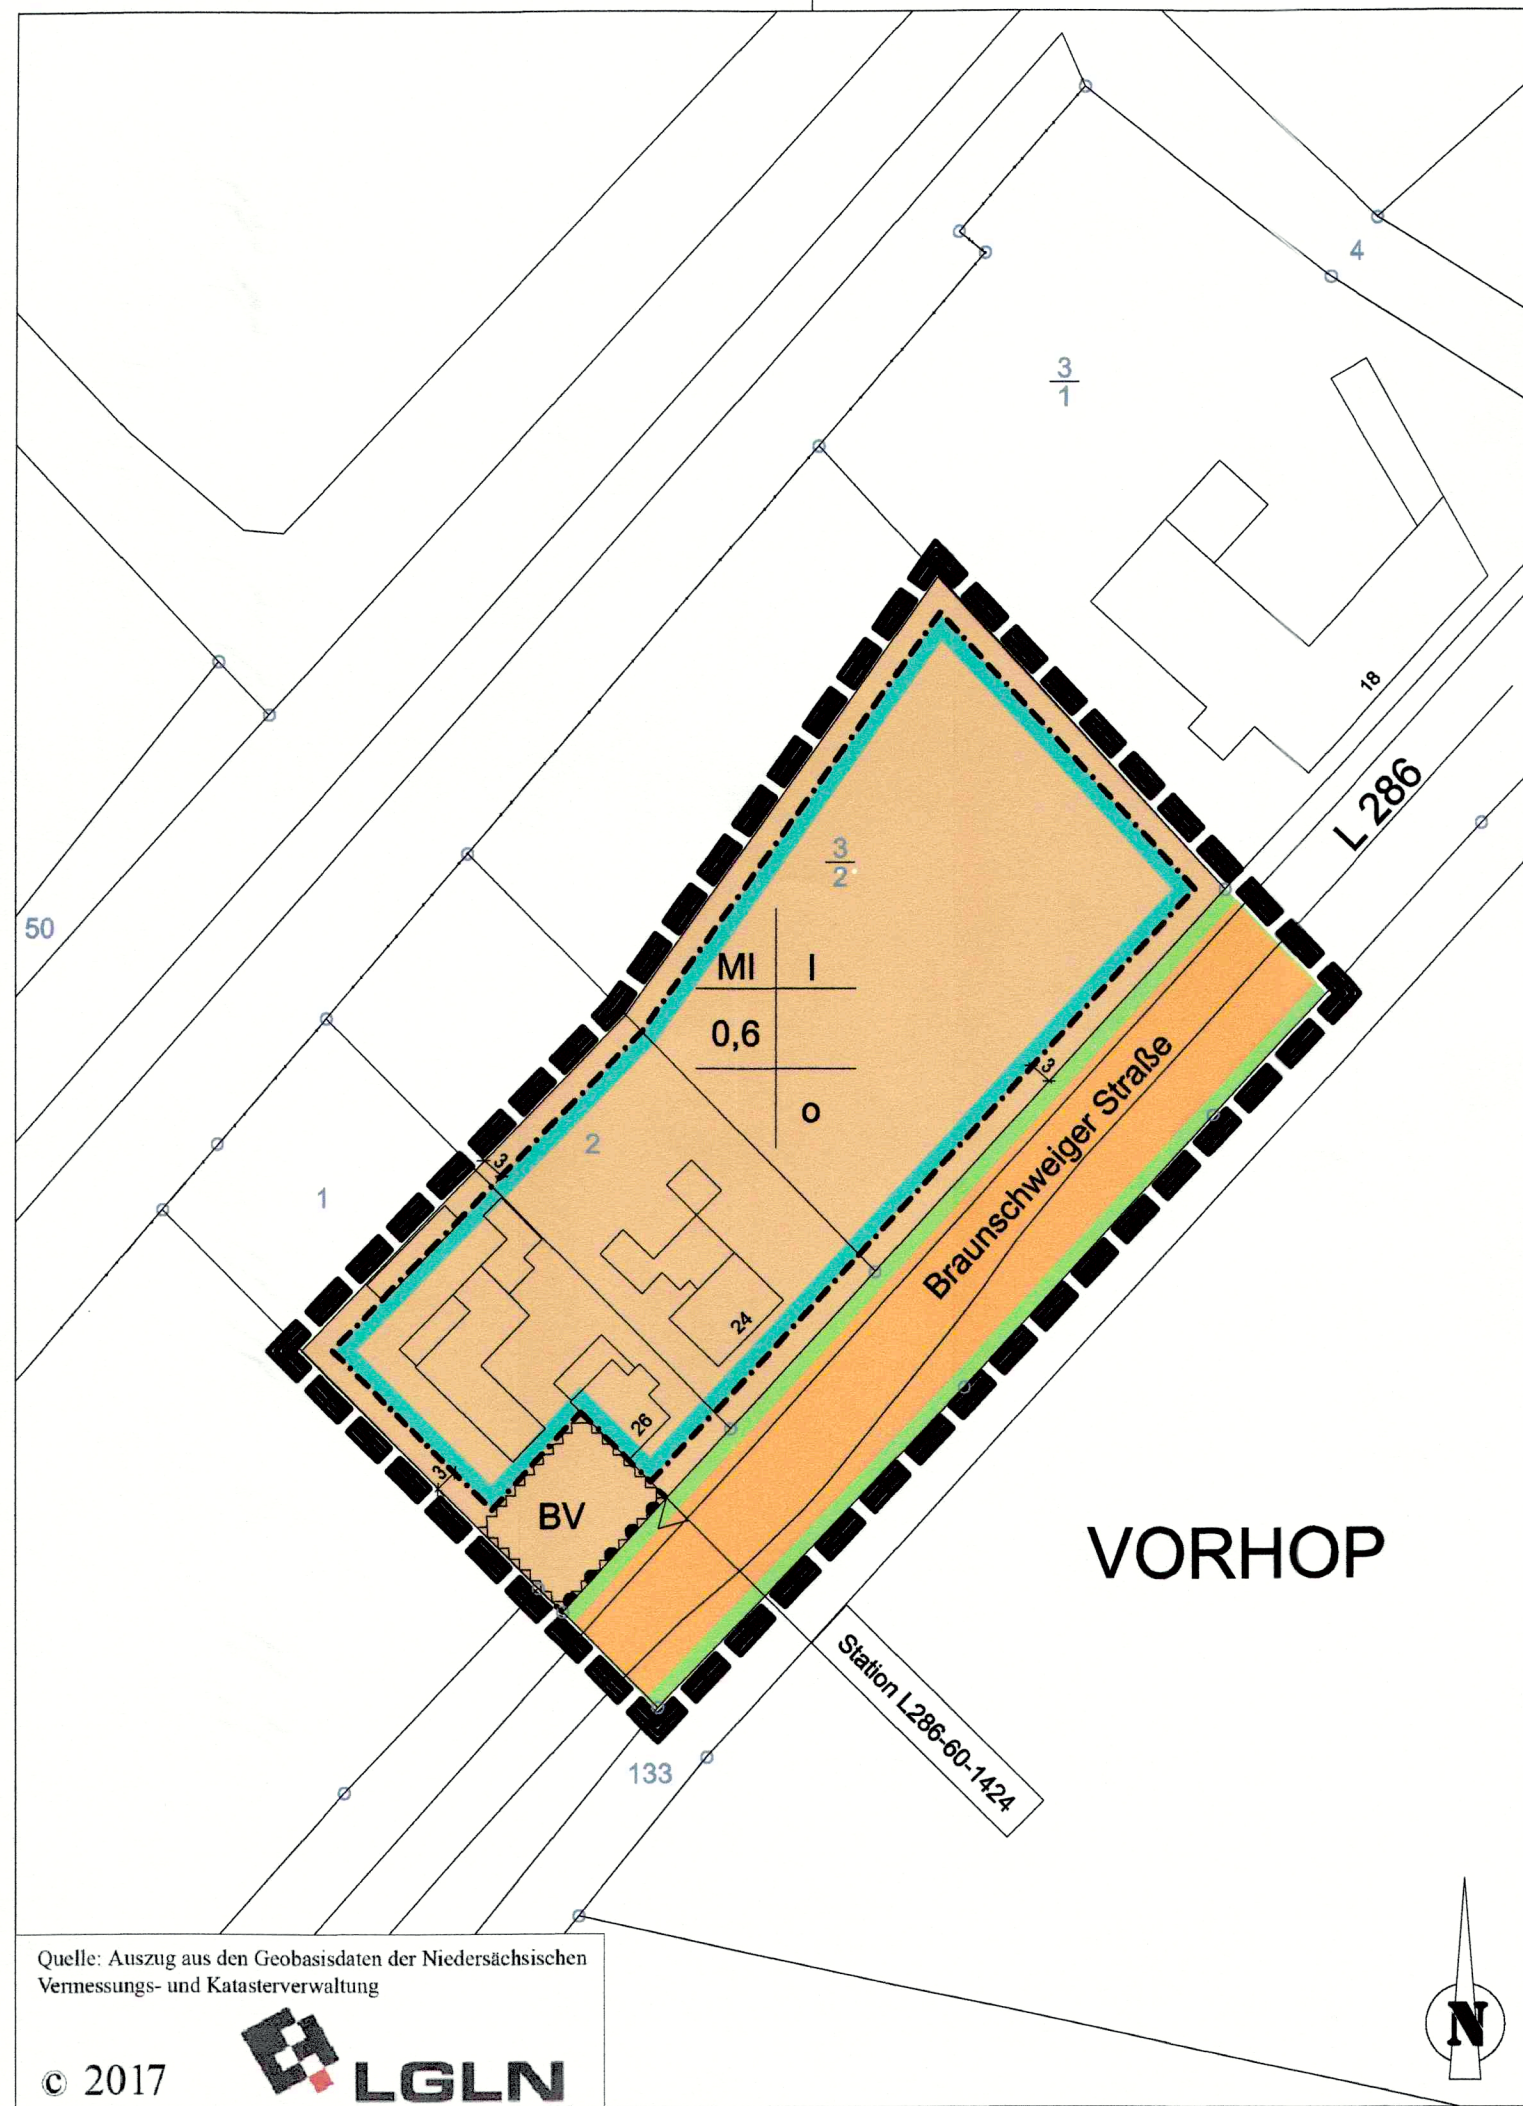 4
3
1
18
L 286
3
2
50
MI I
0,6
o
3
Braunschweiger Straße
2
3
1
24
26
3
BV
VORHOP
Station L286-60-1424
133
N
Quelle: Auszug aus den Geobasisdaten der Niedersächsischen
Vermessungs- und Katasterverwaltung
© 2017
LGLN